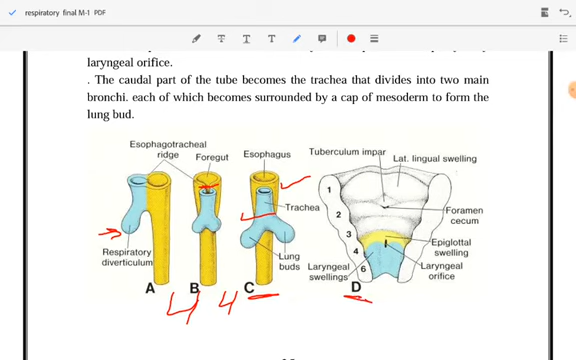 respiratory final M-1
laryngeal orifice.
. The caudal part of the tube becomes the trachea that divides into two main
bronchi. each of which becomes surrounded by a cap of mesoderm to form the
lung bud.
Esophagotracheal
ridge
Foregut
Esophagus
Tuberculum impar
Lat. lingual swelling
1
2
3
4
6
Trachea
Foramen
cecum
Respiratory
diverticulum
Lung
buds
Laryngeal
swellings
Epiglottal
swelling
Laryngeal
orifice
A
B
C
D
4 4